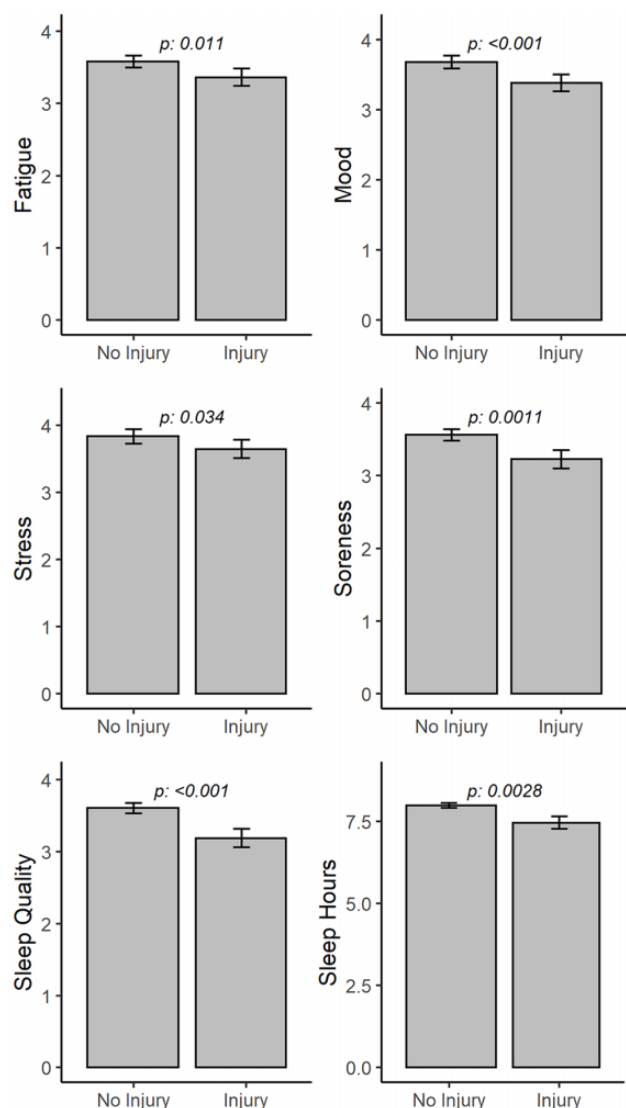 p: 0.011
Fatigue
4
3
2
1
0
No Injury Injury
p: <0.001
Mood
4
3
2
1
0
No Injury Injury
p: 0.034
Stress
4
3
2
1
0
No Injury Injury
p: 0.0011
Soreness
4
3
2
1
0
No Injury Injury
p: <0.001
Sleep Quality
4
3
2
1
0
No Injury Injury
p: 0.0028
Sleep Hours
7.5
5.0
2.5
0.0
No Injury Injury